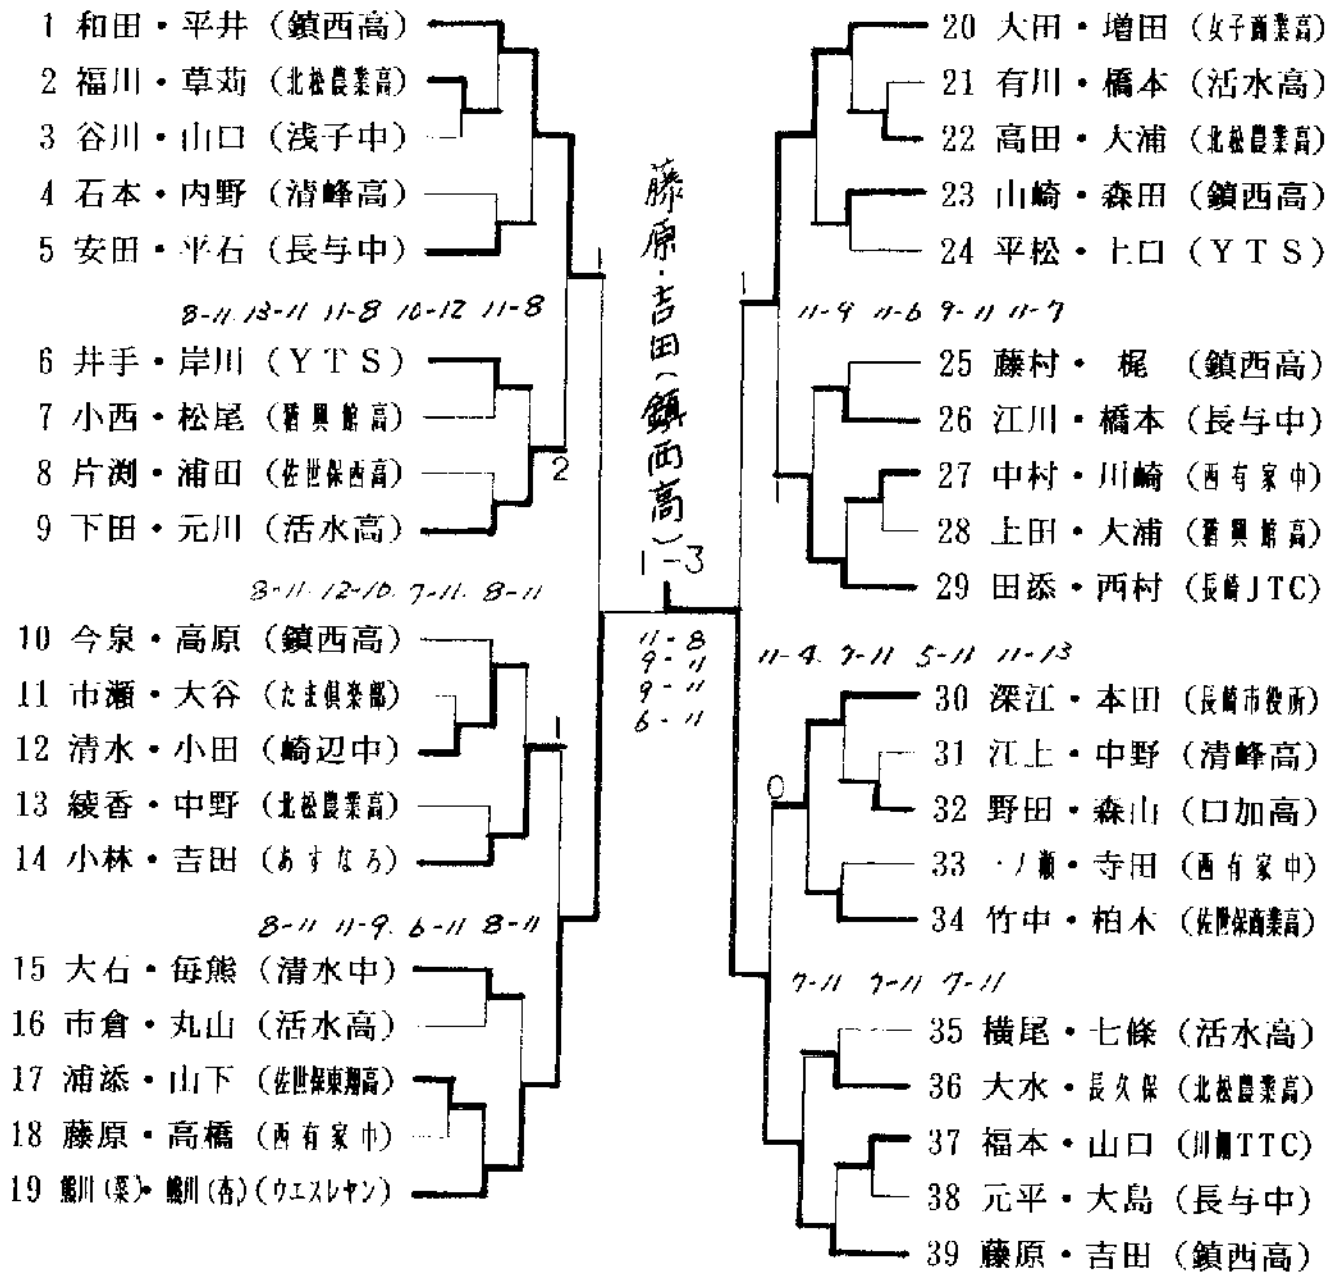 1 和田・平井 (鎮西高)
2 福川・草苅 (北松農業高)
3 谷川・山口 (浅子中)
4 石本・内野 (清峰高)
5 安田・平石 (長与中)
1
8-11 13-11 11-8 10-12 11-8
6 井手・岸川 (YTS)
7 小西・松尾 (猶興館高)
8 片渕・浦田 (佐世保西高)
2
9 下田・元川 (活水高)
8-11 12-10 7-11 8-11
10 今泉・高原 (鎮西高)
11 市瀬・大谷 (たま倶楽部)
12 清水・小田 (崎辺中)
1
13 綾香・中野 (北松農業高)
14 小林・吉田 (あすなろ)
8-11 11-9 6-11 8-11
15 大石・毎熊 (清水中)
16 市倉・丸山 (活水高)
17 浦添・山下 (佐世保東翔高)
18 藤原・高橋 (西有家中)
19 熊川(菜)・熊川(杏) (ウエスレヤン)
藤原・吉田(鎮西高)
1-3
11-8
9-11
9-11
6-11
20 大田・増田 (女子商業高)
21 有川・橋本 (活水高)
22 高田・大浦 (北松農業高)
23 山崎・森田 (鎮西高)
24 平松・上口 (YTS)
1
11-9 11-6 9-11 11-7
25 藤村・梶 (鎮西高)
26 江川・橋本 (長与中)
27 中村・川崎 (西有家中)
1
28 上田・大浦 (猶興館高)
29 田添・西村 (長崎JTC)
11-4 7-11 5-11 11-13
30 深江・本田 (長崎市役所)
31 江上・中野 (清峰高)
0
32 野田・森山 (口加高)
33 一ノ瀬・寺田 (西有家中)
34 竹中・柏木 (佐世保商業高)
7-11 7-11 7-11
35 横尾・七條 (活水高)
36 大水・長久保 (北松農業高)
37 福本・山口 (川棚TTC)
38 元平・大島 (長与中)
39 藤原・吉田 (鎮西高)